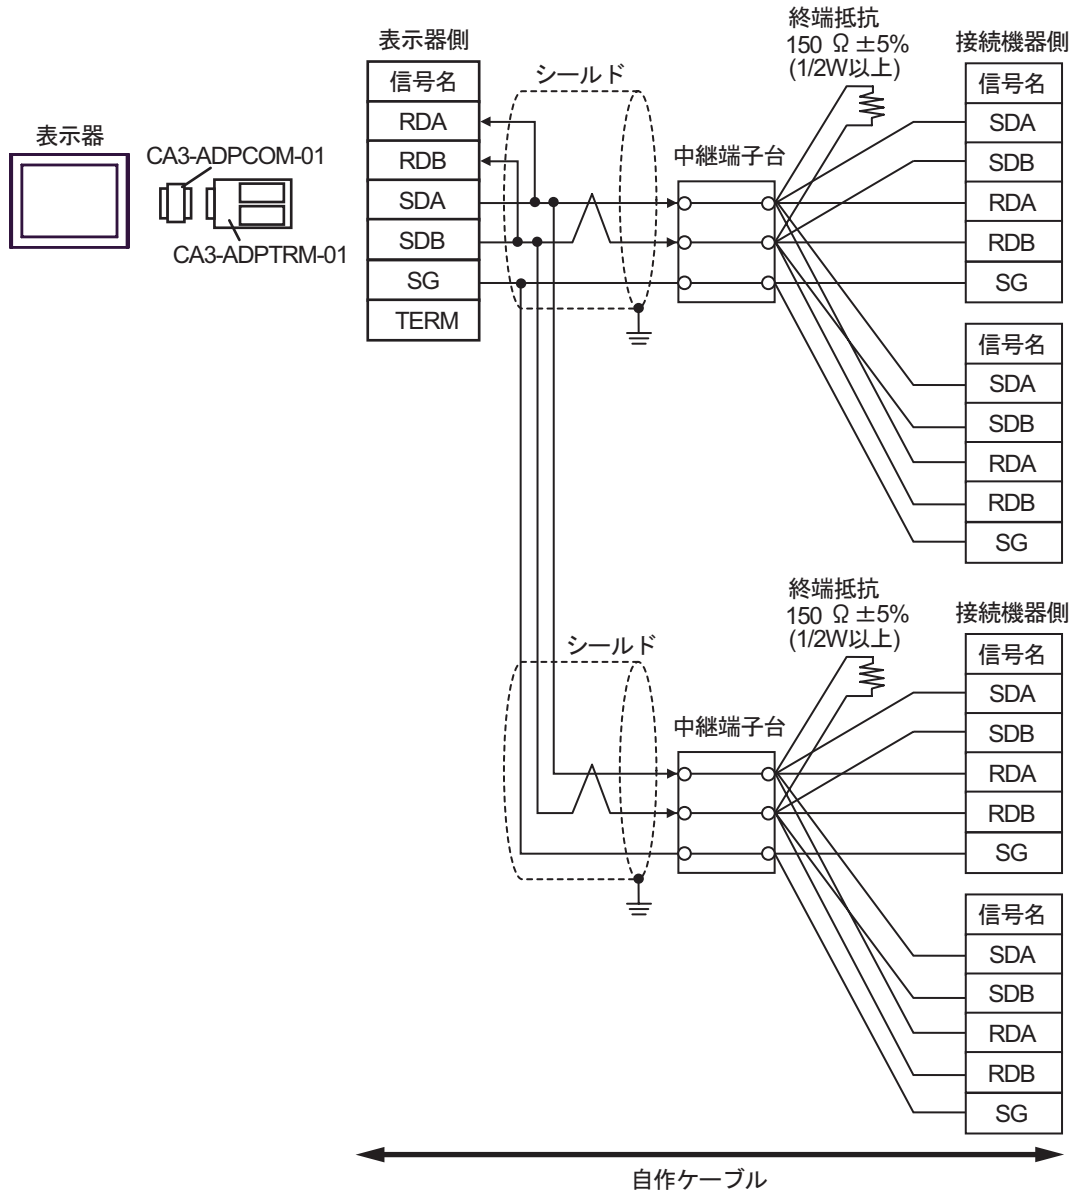 表示器
CA3-ADPCOM-01
CA3-ADPTRM-01
表示器側
信号名
RDA
RDB
SDA
SDB
SG
TERM
シールド
中継端子台
終端抵抗
150 Ω ±5%
(1/2W以上)
接続機器側
信号名
SDA
SDB
RDA
RDB
SG
信号名
SDA
SDB
RDA
RDB
SG
シールド
中継端子台
終端抵抗
150 Ω ±5%
(1/2W以上)
接続機器側
信号名
SDA
SDB
RDA
RDB
SG
信号名
SDA
SDB
RDA
RDB
SG
自作ケーブル